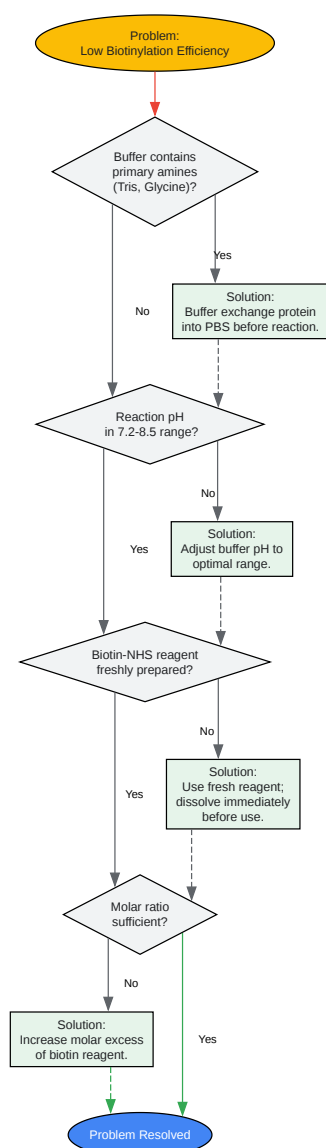 Problem:
Low Biotinylation Efficiency
Buffer contains
primary amines
(Tris, Glycine)?
Yes
Solution:
Buffer exchange protein
into PBS before reaction.
No
Reaction pH
in 7.2-8.5 range?
No
Solution:
Adjust buffer pH to
optimal range.
Yes
Biotin-NHS reagent
freshly prepared?
No
Solution:
Use fresh reagent;
dissolve immediately
before use.
Yes
Molar ratio
sufficient?
No
Solution:
Increase molar excess
of biotin reagent.
Yes
Problem Resolved